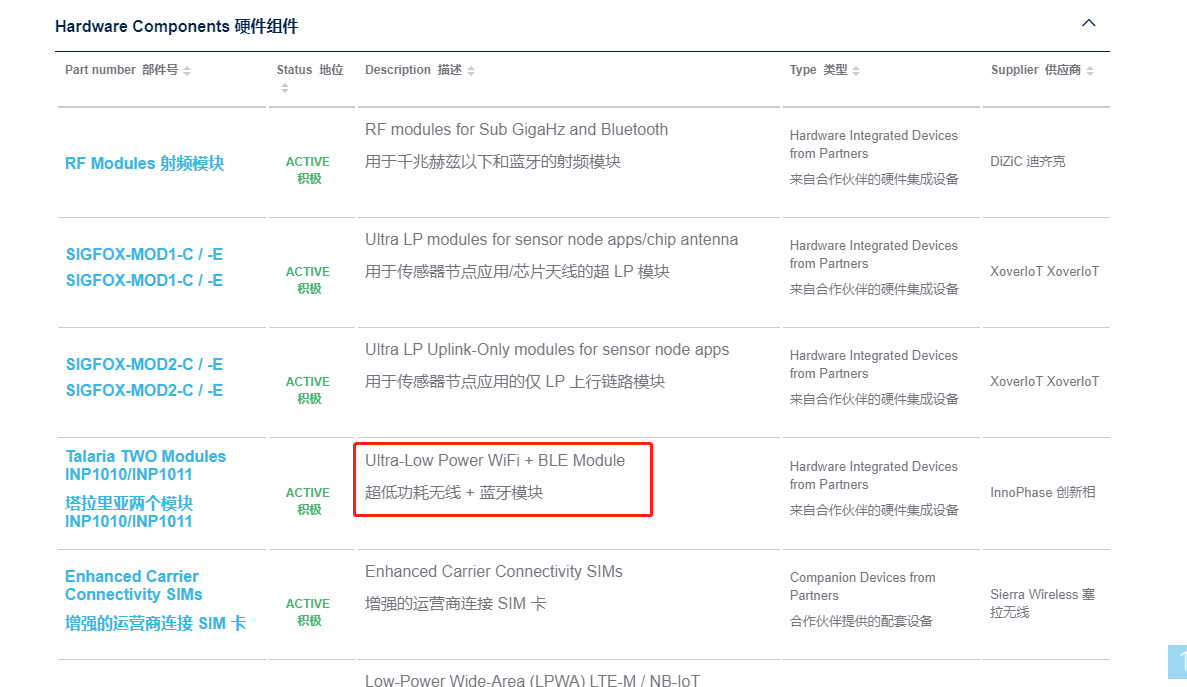 Hardware Components 硬件组件
Part number 部件号
Status 地位
Description 描述
Type 类型
Supplier 供应商
RF Modules 射频模块
ACTIVE
积极
RF modules for Sub GigaHz and Bluetooth
用于千兆赫兹以下和蓝牙的射频模块
Hardware Integrated Devices
from Partners
来自合作伙伴的硬件集成设备
DiZiC 迪齐克
SIGFOX-MOD1-C / -E
SIGFOX-MOD1-C / -E
ACTIVE
积极
Ultra LP modules for sensor node apps/chip antenna
用于传感器节点应用/芯片天线的超 LP 模块
Hardware Integrated Devices
from Partners
来自合作伙伴的硬件集成设备
XoverIoT XoverIoT
SIGFOX-MOD2-C / -E
SIGFOX-MOD2-C / -E
ACTIVE
积极
Ultra LP Uplink-Only modules for sensor node apps
用于传感器节点应用的仅 LP 上行链路模块
Hardware Integrated Devices
from Partners
来自合作伙伴的硬件集成设备
XoverIoT XoverIoT
Talaria TWO Modules
INP1010/INP1011
塔拉里亚两个模块
INP1010/INP1011
ACTIVE
积极
Ultra-Low Power WiFi + BLE Module
超低功耗无线 + 蓝牙模块
Hardware Integrated Devices
from Partners
来自合作伙伴的硬件集成设备
InnoPhase 创新相
Enhanced Carrier
Connectivity SIMs
增强的运营商连接 SIM 卡
ACTIVE
积极
Enhanced Carrier Connectivity SIMs
增强的运营商连接 SIM 卡
Companion Devices from
Partners
合作伙伴提供的配套设备
Sierra Wireless 塞
拉无线
Low-Power Wide-Area (LPWA) LTE-M / NB-IoT